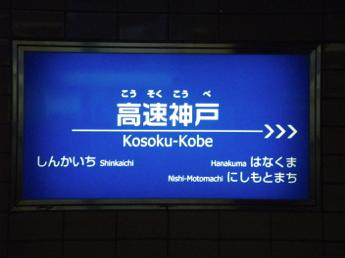 こうそくこうべ
高速神戸
Kosoku-Kobe
しんかいち Shinkaichi Hanakuma はなくま
Nishi-Motomachi にしもとまち